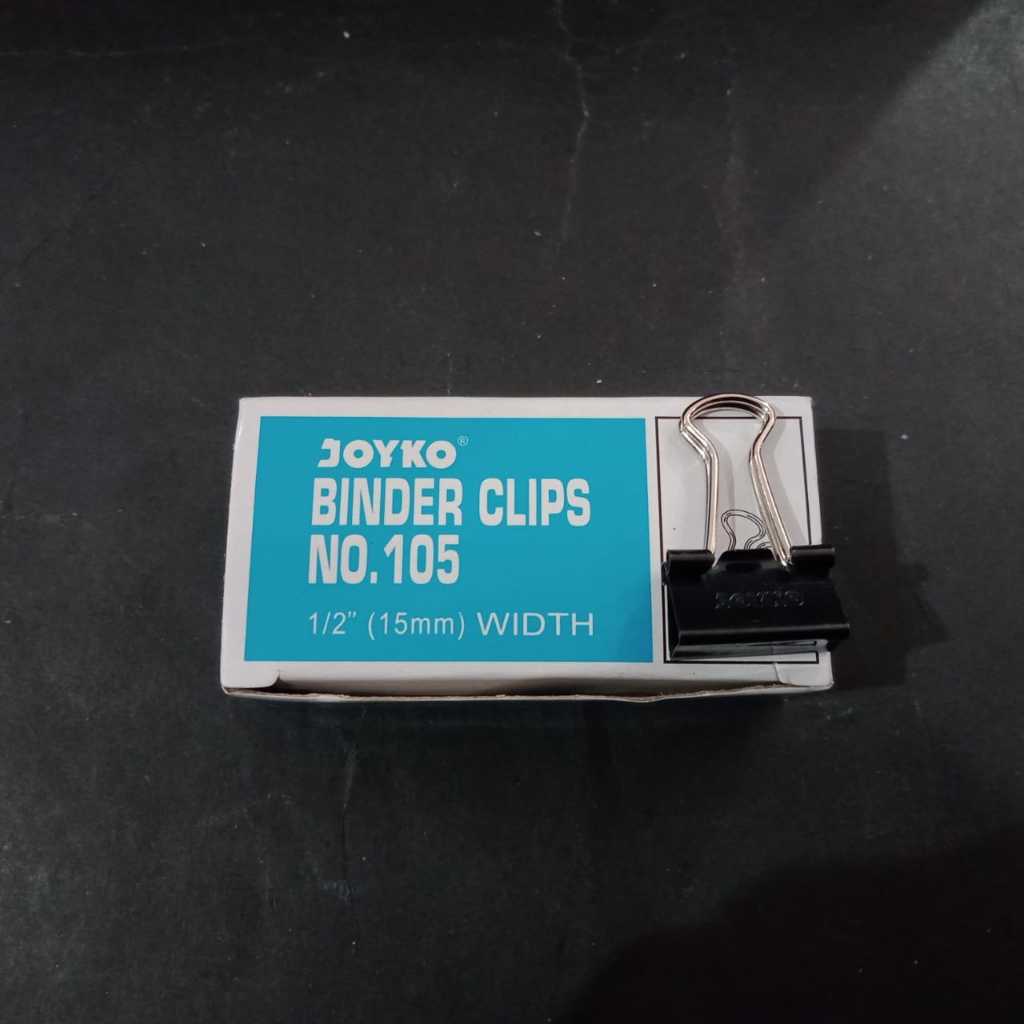 JOYKO®
BINDER CLIPS
NO.105
1/2" (15mm) WIDTH
JOYKO